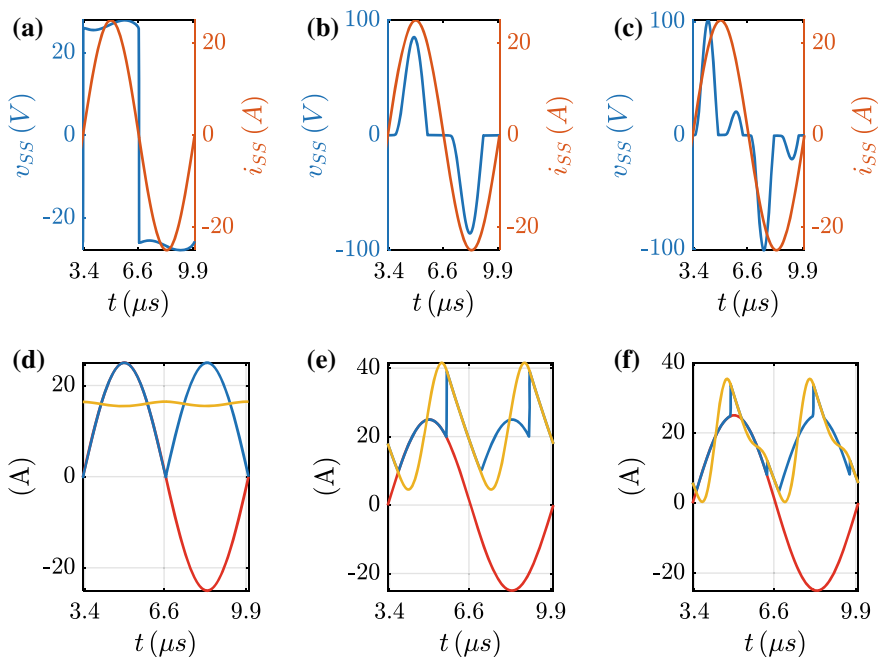 (a) (b) (c)
20 20 100 20 100 20
50 50
0 0 0 0 0 0
-50 -50
-20 -20 -100 -20 -100 -20
v_SS (V) i_SS (A) v_SS (V) i_SS (A) v_SS (V) i_SS (A)
3.4 6.6 9.9 3.4 6.6 9.9 3.4 6.6 9.9
t (μs) t (μs) t (μs)
(d) (e) (f)
20 40 40
20 20
0 0 0
-20 -20 -20
(A) (A) (A)
3.4 6.6 9.9 3.4 6.6 9.9 3.4 6.6 9.9
t (μs) t (μs) t (μs)